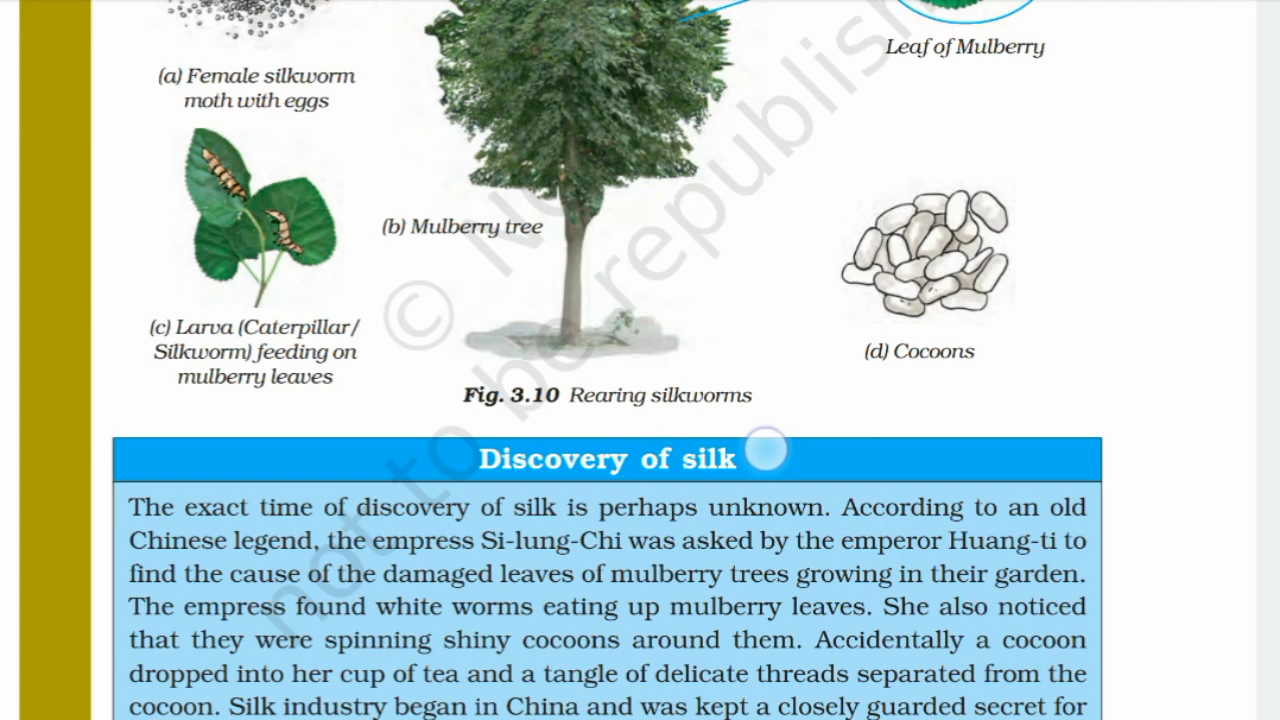 Leaf of Mulberry
(a) Female silkworm
moth with eggs
(b) Mulberry tree
(c) Larva (Caterpillar/
Silkworm) feeding on
mulberry leaves
(d) Cocoons
Fig. 3.10 Rearing silkworms
Discovery of silk
The exact time of discovery of silk is perhaps unknown. According to an old
Chinese legend, the empress Si-lung-Chi was asked by the emperor Huang-ti to
find the cause of the damaged leaves of mulberry trees growing in their garden.
The empress found white worms eating up mulberry leaves. She also noticed
that they were spinning shiny cocoons around them. Accidentally a cocoon
dropped into her cup of tea and a tangle of delicate threads separated from the
cocoon. Silk industry began in China and was kept a closely guarded secret for
not to be republish